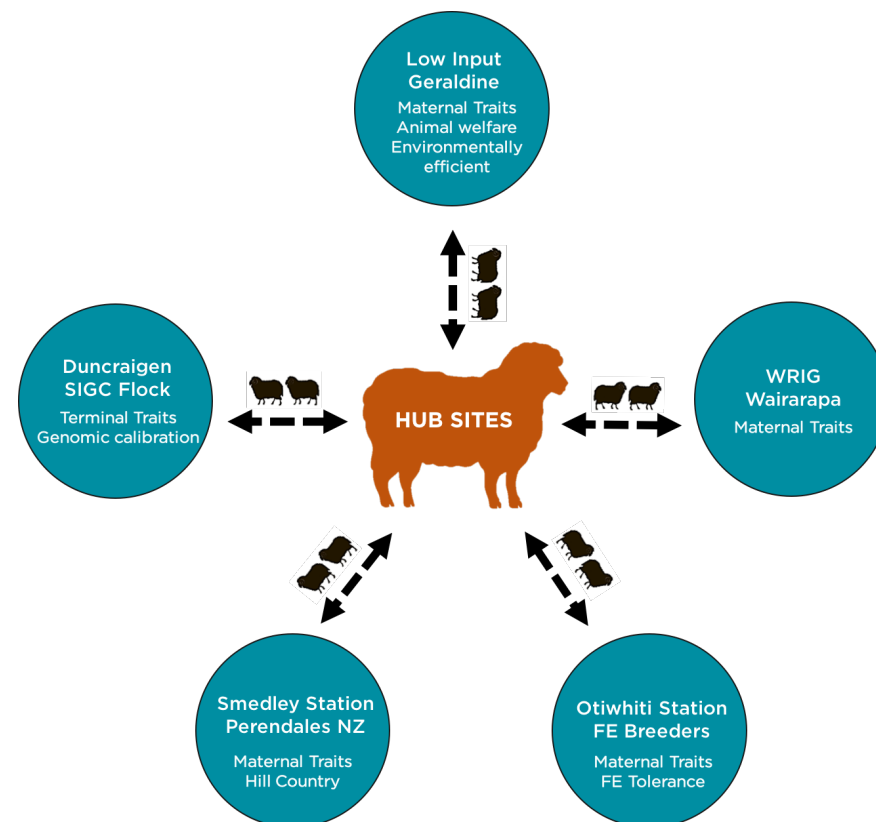 Low Input
Geraldine
Maternal Traits
Animal welfare
Environmentally
efficient
Duncraigen
SIGC Flock
Terminal Traits
Genomic calibration
HUB SITES
WRIG
Wairarapa
Maternal Traits
Smedley Station
Perendales NZ
Maternal Traits
Hill Country
Otiwhiti Station
FE Breeders
Maternal Traits
FE Tolerance